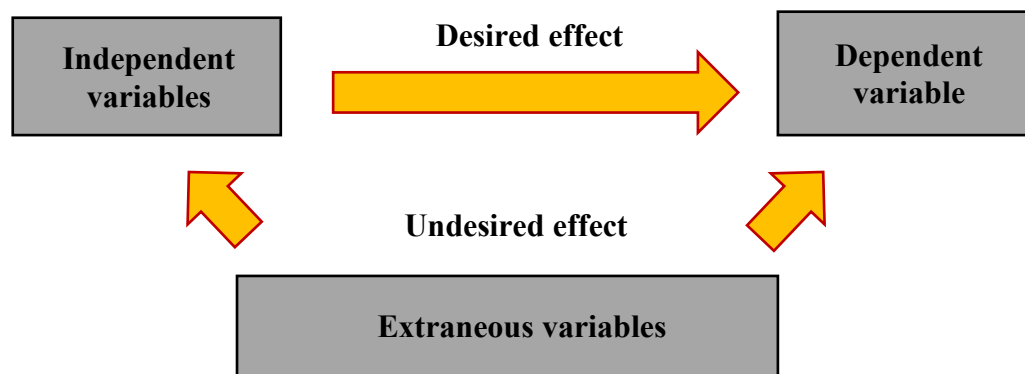 Independent
variables
Desired effect
Dependent
variable
Undesired effect
Extraneous variables